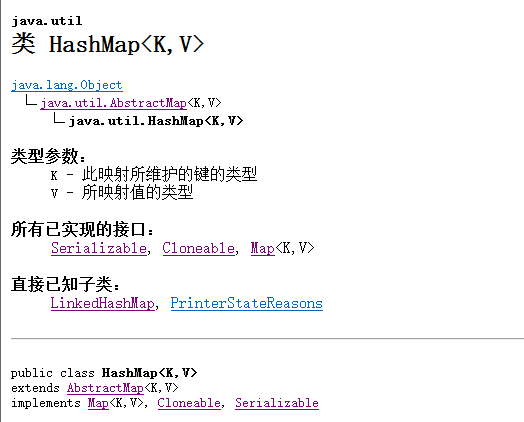 java.util
类 HashMap<K,V>
java.lang.Object
java.util.AbstractMap<K,V>
java.util.HashMap<K,V>
类型参数：
K - 此映射所维护的键的类型
V - 所映射值的类型
所有已实现的接口：
Serializable, Cloneable, Map<K,V>
直接已知子类：
LinkedHashMap, PrinterStateReasons
public class HashMap<K,V>
extends AbstractMap<K,V>
implements Map<K,V>, Cloneable, Serializable